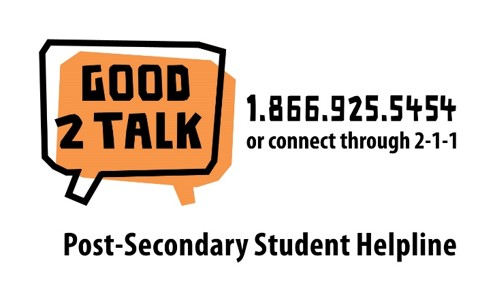 GOOD
2 TALK
1.866.925.5454
or connect through 2-1-1
Post-Secondary Student Helpline